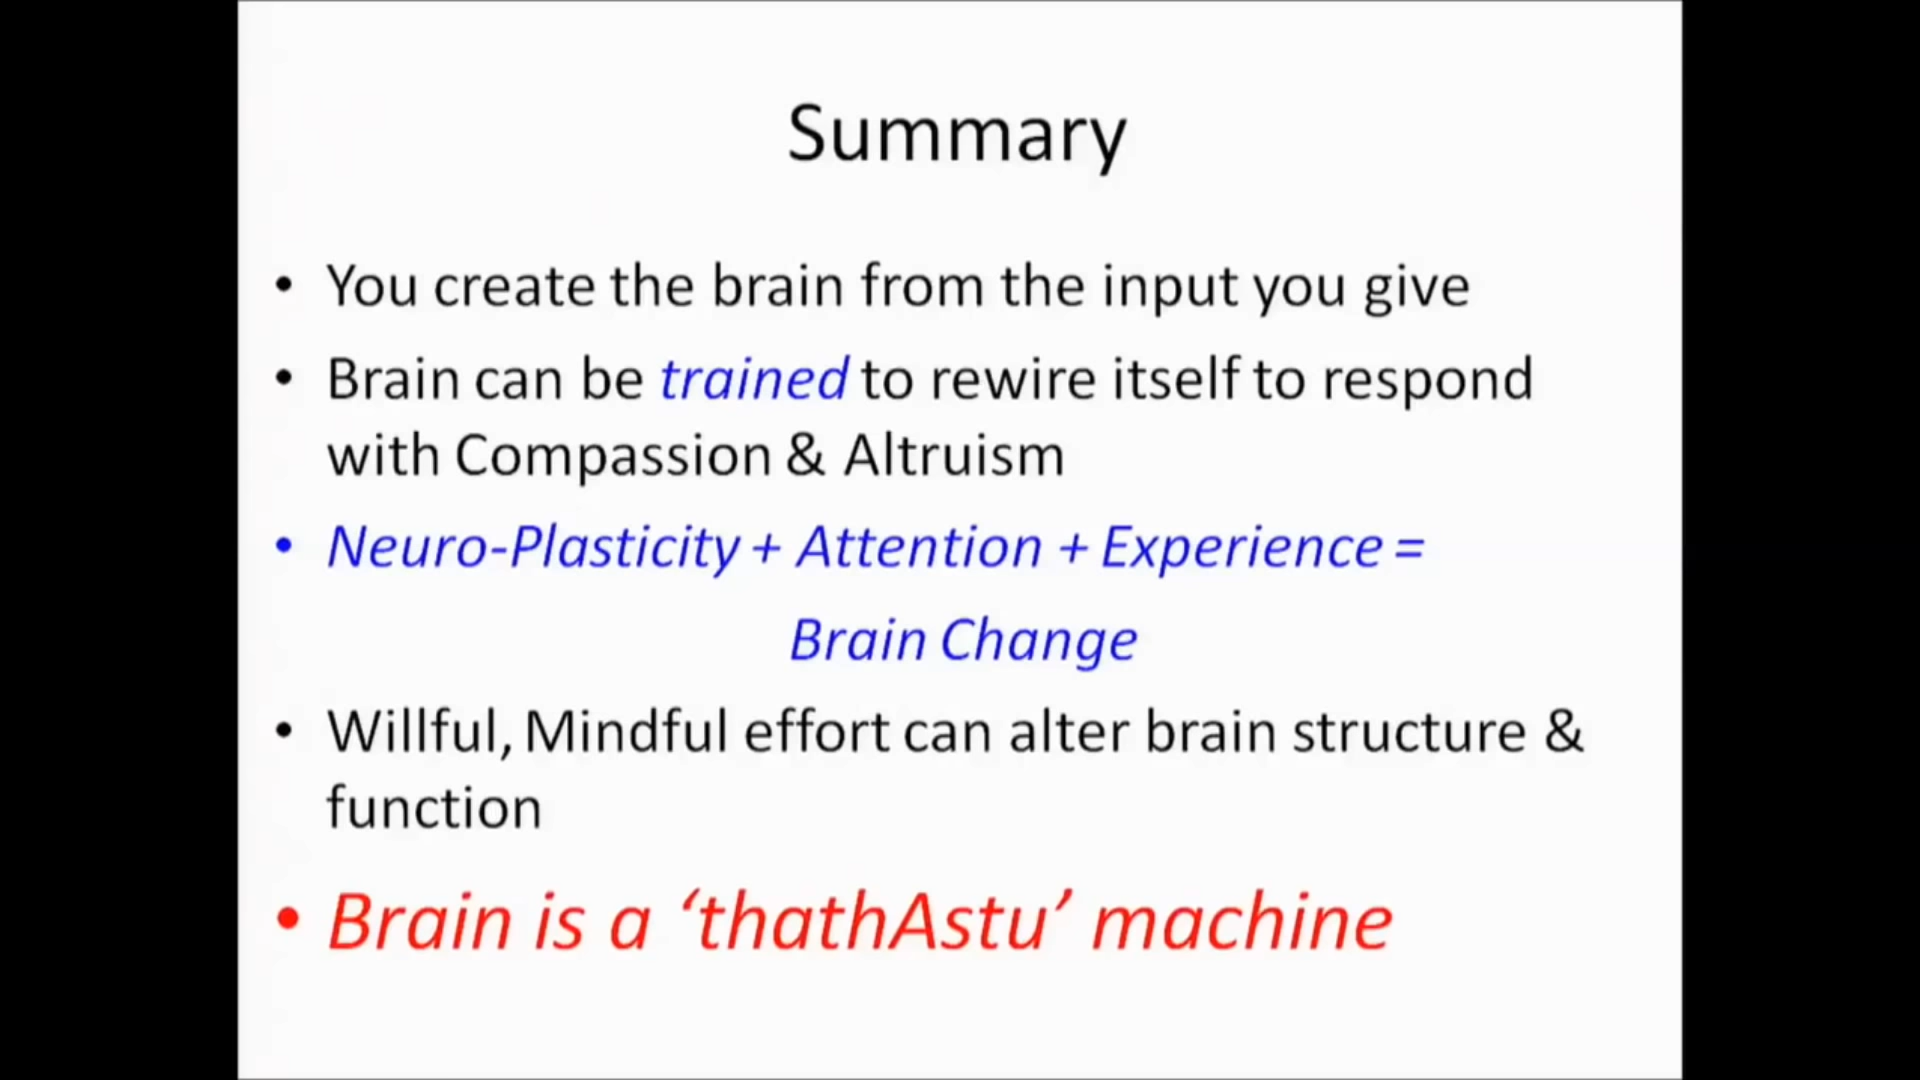 Summary
• You create the brain from the input you give
• Brain can be trained to rewire itself to respond
with Compassion & Altruism
• Neuro-Plasticity + Attention + Experience =
Brain Change
• Willful, Mindful effort can alter brain structure &
function
• Brain is a ‘thathAstu’ machine